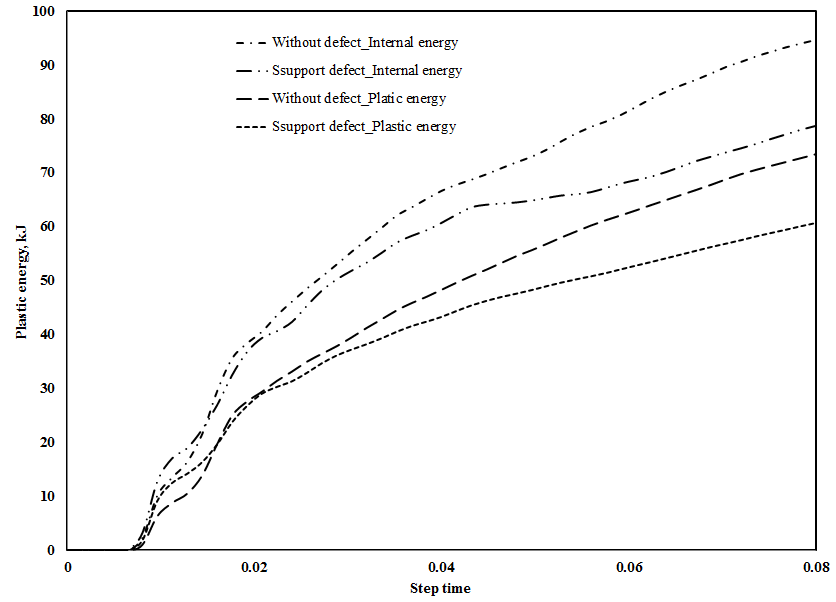 100
90
80
70
60
50
40
30
20
10
0
Plastic energy, kJ
Without defect_Internal energy
Ssupport defect_Internal energy
Without defect_Platic energy
Ssupport defect_Plastic energy
0 0.02 0.04 0.06 0.08
Step time